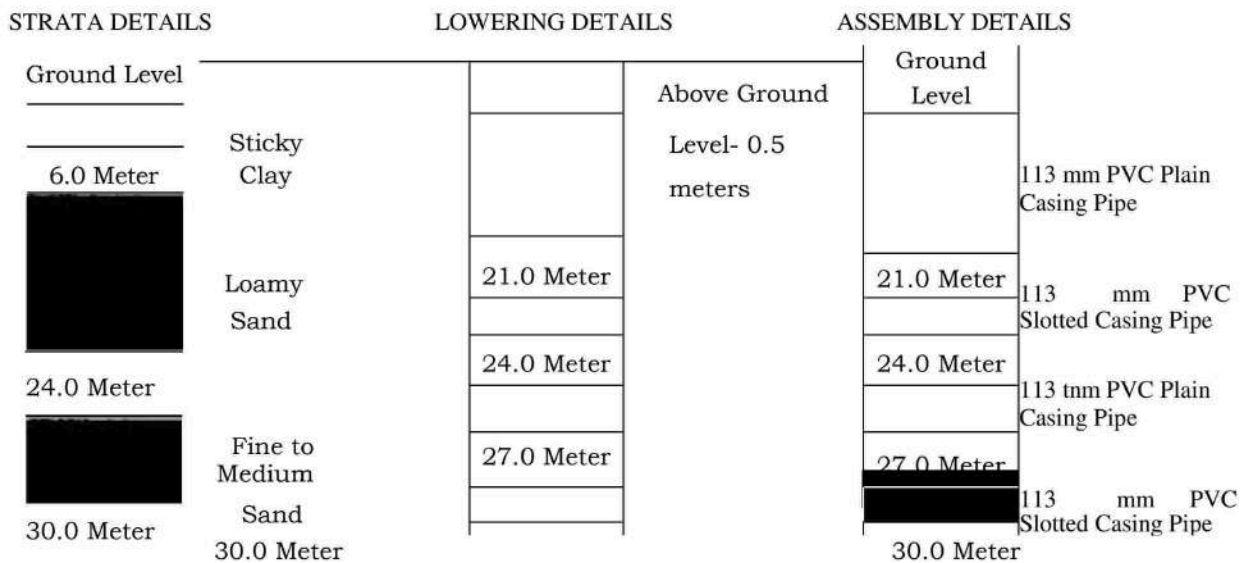 STRATA DETAILS
LOWERING DETAILS
ASSEMBLY DETAILS
Ground Level
Sticky
Clay
6.0 Meter
Loamy
Sand
24.0 Meter
Fine to
Medium
Sand
30.0 Meter
30.0 Meter
21.0 Meter
24.0 Meter
27.0 Meter
Above Ground
Level- 0.5
meters
Ground
Level
113 mm PVC Plain
Casing Pipe
21.0 Meter
113 mm PVC
Slotted Casing Pipe
24.0 Meter
113 tnm PVC Plain
Casing Pipe
27.0 Meter
113 mm PVC
Slotted Casing Pipe
30.0 Meter